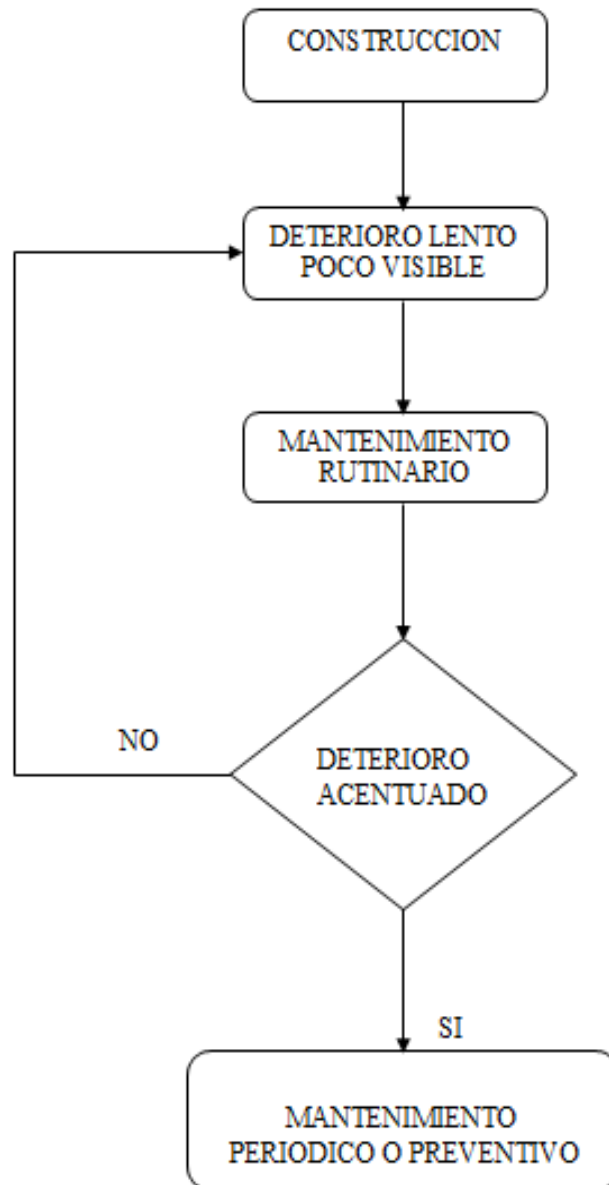 CONSTRUCCION
DETERIORO LENTO
POCO VISIBLE
MANTENIMIENTO
RUTINARIO
NO
DETERIORO
ACENTUADO
SI
MANTENIMIENTO
PERIODICO O PREVENTIVO